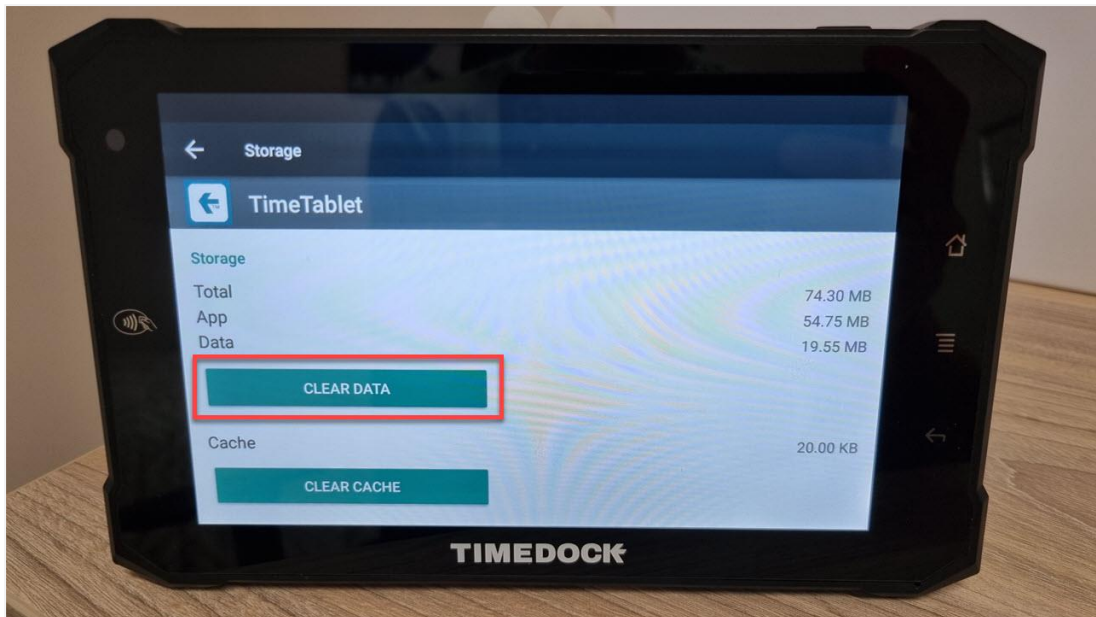 Storage
TimeTablet
Storage
Total 74.30 MB
App 54.75 MB
Data 19.55 MB
CLEAR DATA
Cache 20.00 KB
CLEAR CACHE
TIMEDOCK